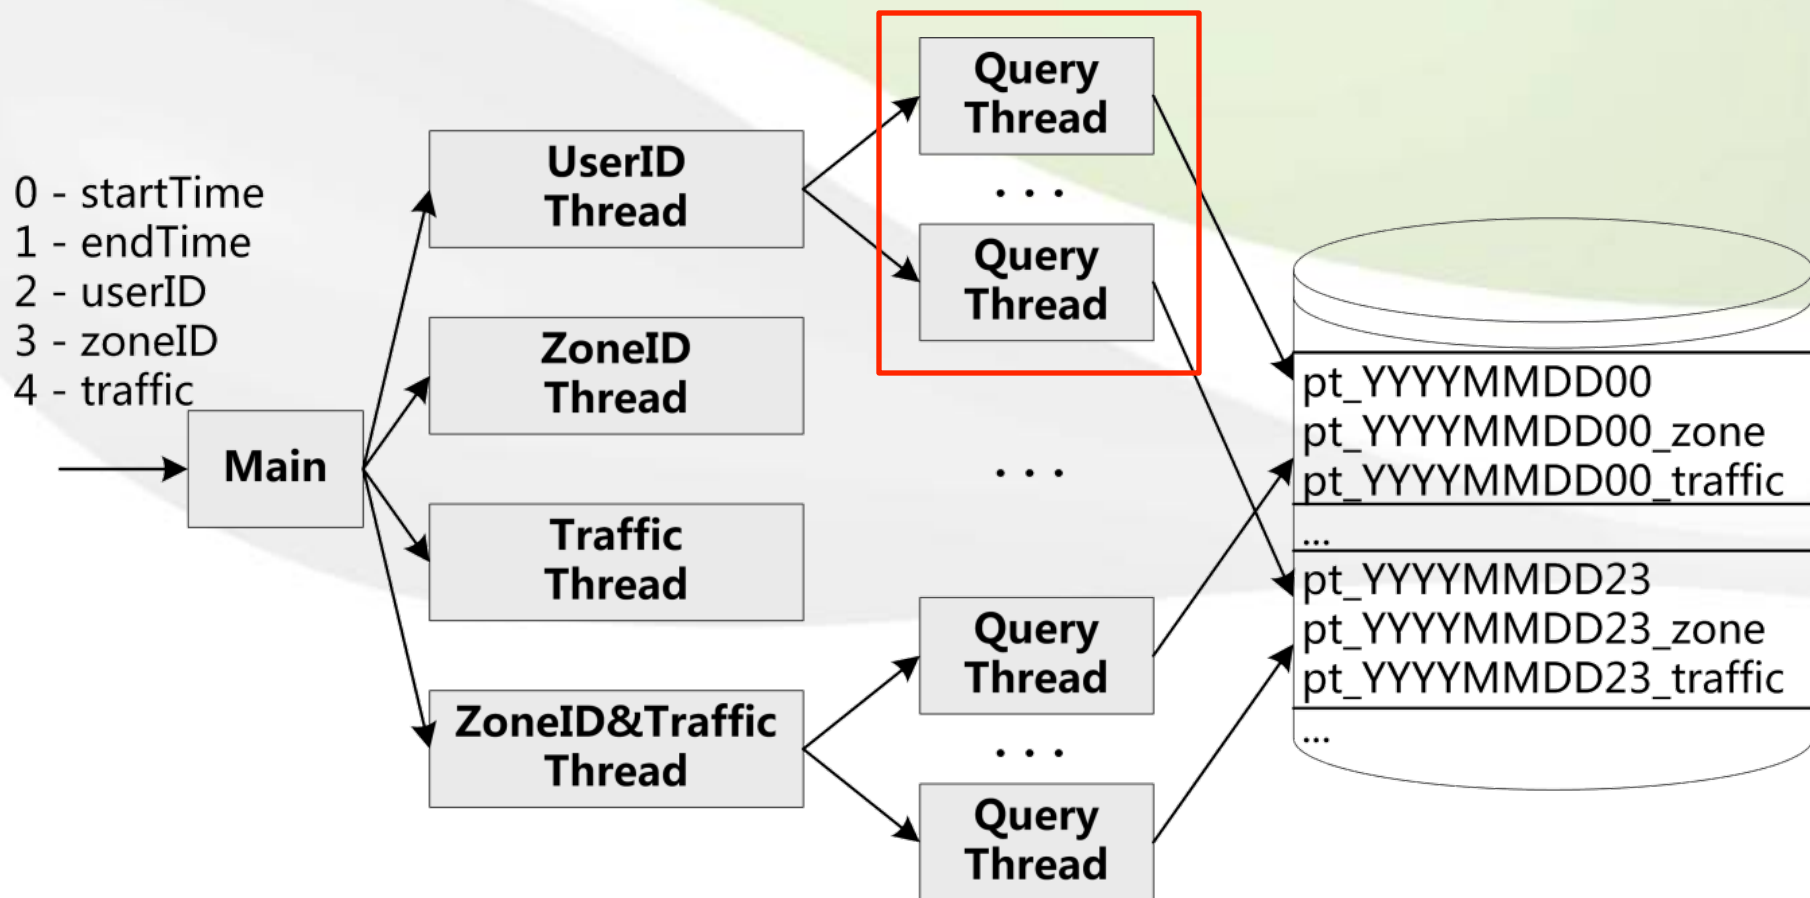 0 - startTime
1 - endTime
2 - userID
3 - zoneID
4 - traffic
Main
UserID
Thread
ZoneID
Thread
Traffic
Thread
ZoneID&Traffic
Thread
Query
Thread
. . .
Query
Thread
. . .
Query
Thread
. . .
Query
Thread
pt_YYYYMMDD00
pt_YYYYMMDD00_zone
pt_YYYYMMDD00_traffic
...
pt_YYYYMMDD23
pt_YYYYMMDD23_zone
pt_YYYYMMDD23_traffic
...